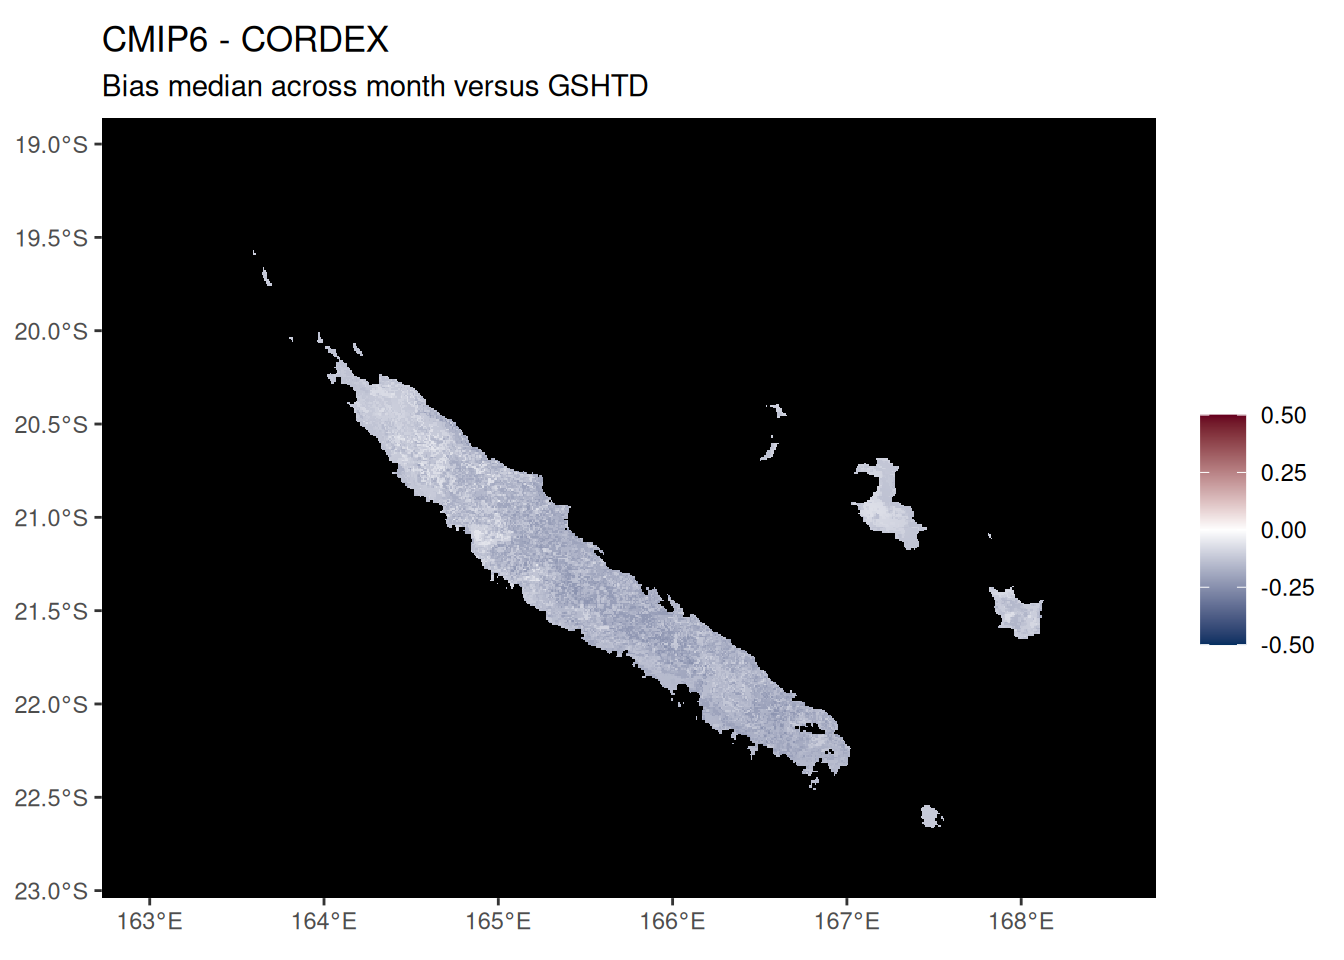 CMIP6 - CORDEX
Bias median across month versus GSHTD
19.0°S
19.5°S
20.0°S
20.5°S
21.0°S
21.5°S
22.0°S
22.5°S
23.0°S
163°E 164°E 165°E 166°E 167°E 168°E
0.50
0.25
0.00
-0.25
-0.50